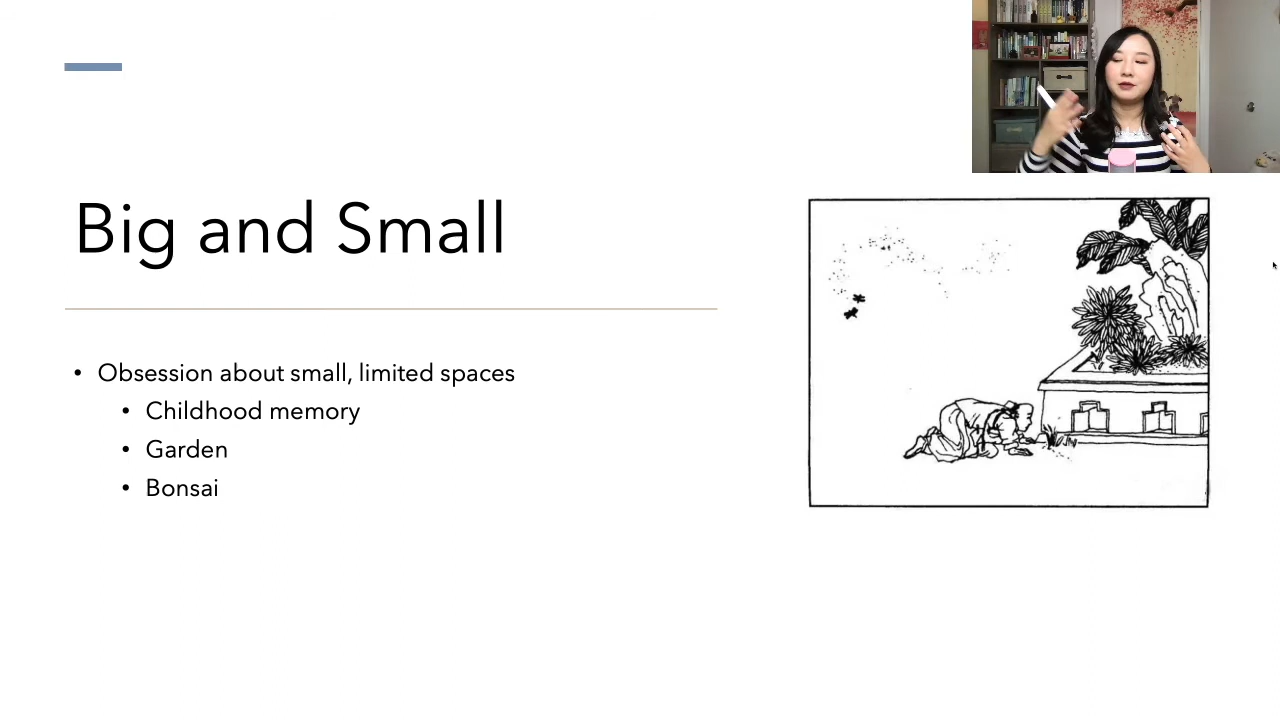 Big and Small
• Obsession about small, limited spaces
• Childhood memory
• Garden
• Bonsai